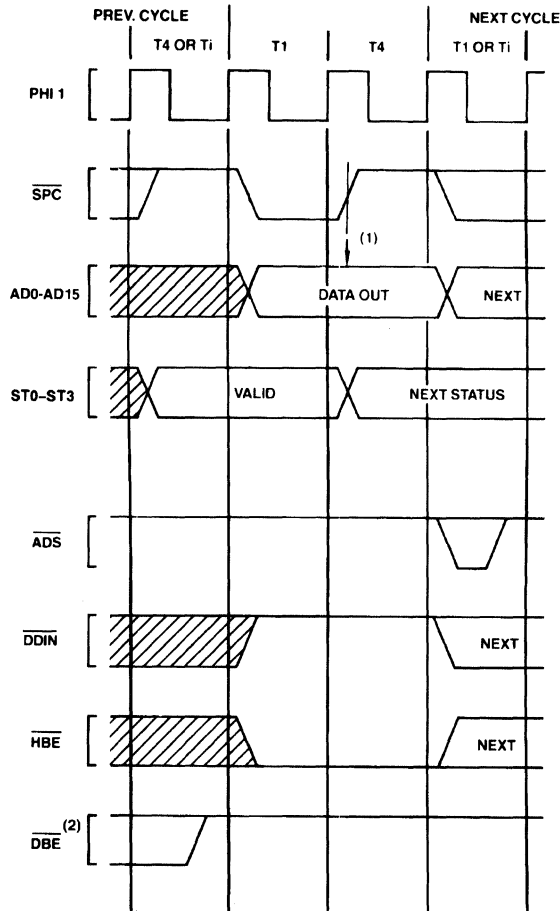 PREV. CYCLE NEXT CYCLE
T4 OR Ti T1 T4 T1 OR Ti
PHI 1
SPC
(1)
AD0-AD15 DATA OUT NEXT
ST0–ST3 VALID NEXT STATUS
ADS
DDIN NEXT
HBE NEXT
DBE (2)